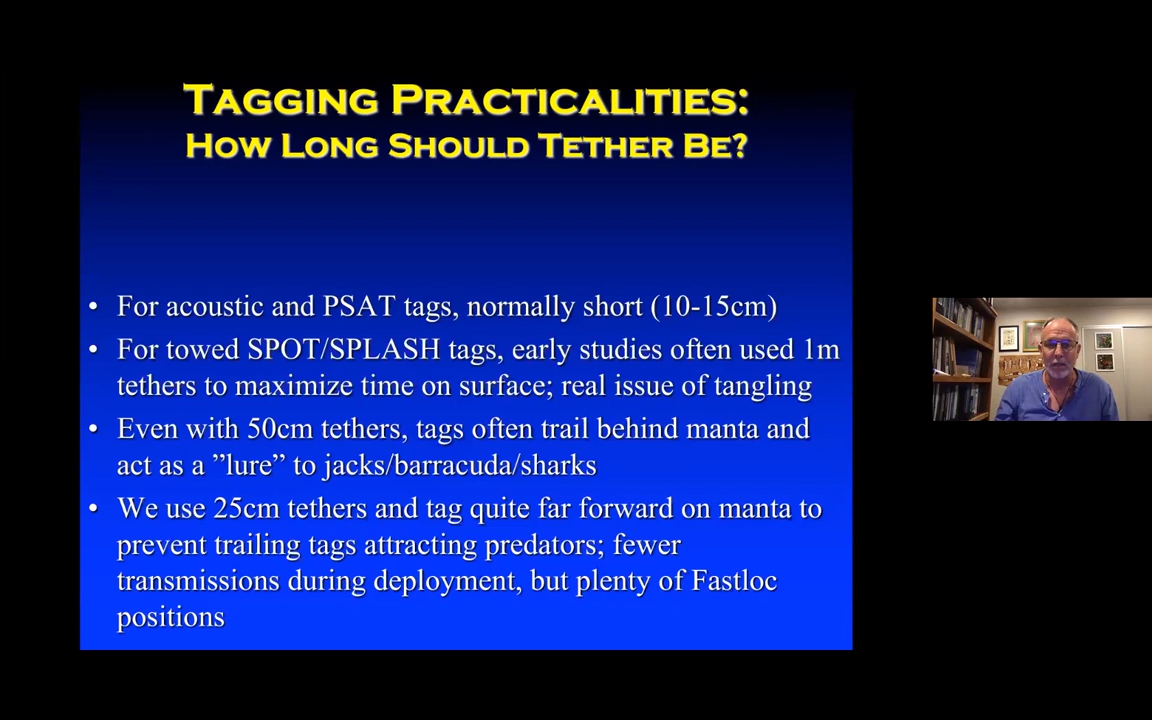 Tagging Practicalities:
How Long Should Tether Be?
• For acoustic and PSAT tags, normally short (10-15cm)
• For towed SPOT/SPLASH tags, early studies often used 1m
tethers to maximize time on surface; real issue of tangling
• Even with 50cm tethers, tags often trail behind manta and
act as a ”lure” to jacks/barracuda/sharks
• We use 25cm tethers and tag quite far forward on manta to
prevent trailing tags attracting predators; fewer
transmissions during deployment, but plenty of Fastloc
positions